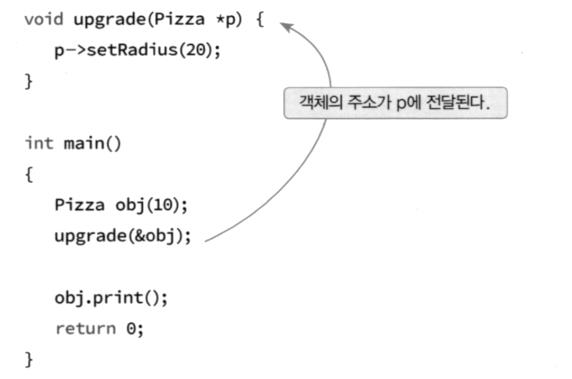 void upgrade(Pizza *p) {
p->setRadius(20);
}
객체의 주소가 p에 전달된다.
int main()
{
Pizza obj(10);
upgrade(&obj);
obj.print();
return 0;
}